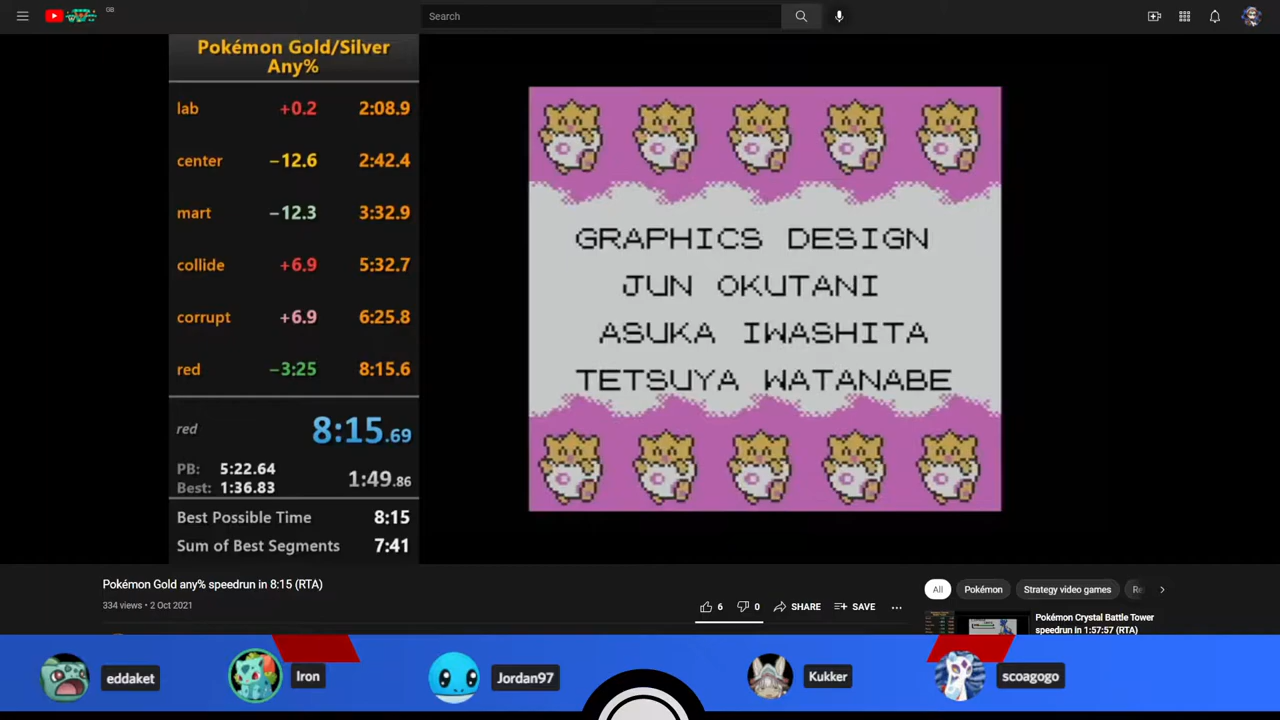 GB
Search
Pokémon Gold/Silver
Any%
lab +0.2 2:08.9
center −12.6 2:42.4
mart −12.3 3:32.9
collide +6.9 5:32.7
corrupt +6.9 6:25.8
red −3:25 8:15.6
red 8:15.69
PB: 5:22.64
Best: 1:36.83
1:49.86
Best Possible Time 8:15
Sum of Best Segments 7:41
GRAPHICS DESIGN
JUN OKUTANI
ASUKA IWASHITA
TETSUYA WATANABE
Pokémon Gold any% speedrun in 8:15 (RTA)
334 views • 2 Oct 2021
6 0 SHARE SAVE
All Pokémon Strategy video games
Pokémon Crystal Battle Tower
speedrun in 1:57:57 (RTA)
eddaket Iron Jordan97 Kukker scoagogo